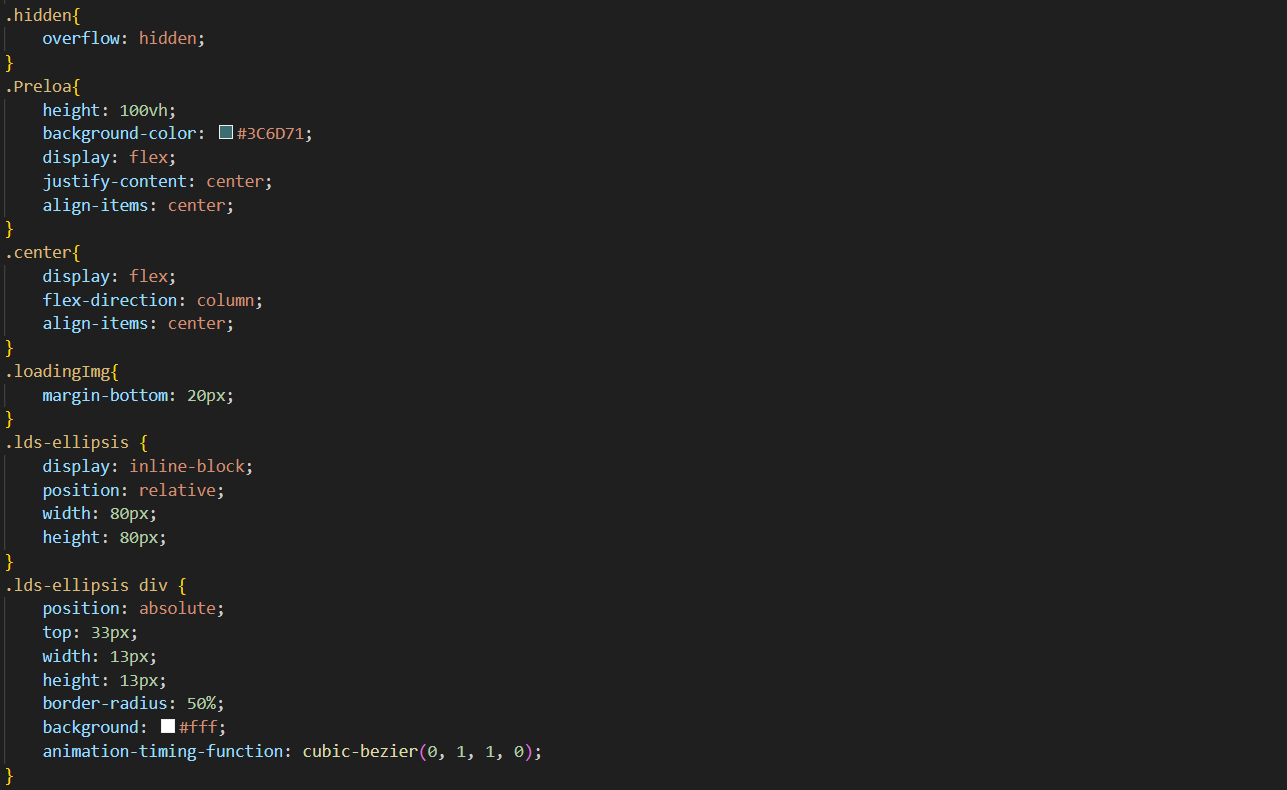 .hidden{
    overflow: hidden;
}
.Preloa{
    height: 100vh;
    background-color: #3C6D71;
    display: flex;
    justify-content: center;
    align-items: center;
}
.center{
    display: flex;
    flex-direction: column;
    align-items: center;
}
.loadingImg{
    margin-bottom: 20px;
}
.lds-ellipsis {
    display: inline-block;
    position: relative;
    width: 80px;
    height: 80px;
}
.lds-ellipsis div {
    position: absolute;
    top: 33px;
    width: 13px;
    height: 13px;
    border-radius: 50%;
    background: #fff;
    animation-timing-function: cubic-bezier(0, 1, 1, 0);
}